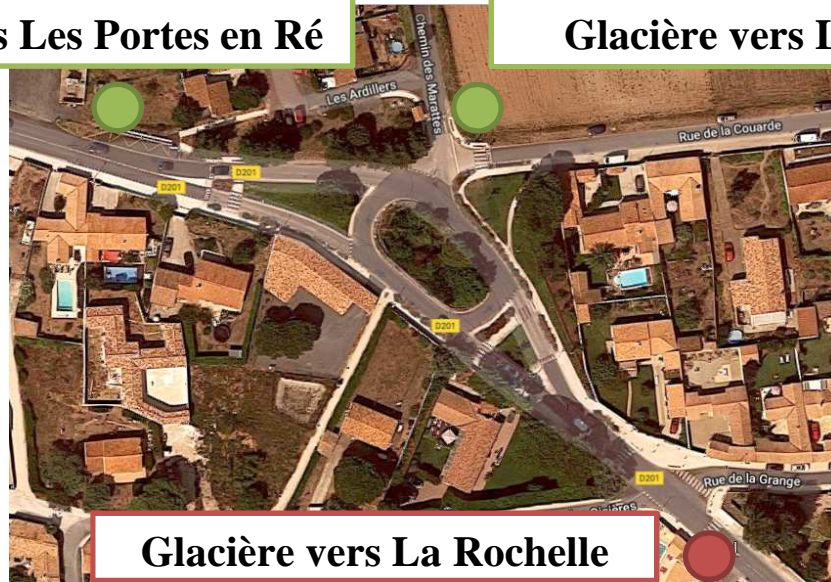 s Les Portes en Ré
Glacière vers L
Chemin des Marattes
Les Ardillers
Rue de la Couarde
D201
D201
D201
D201
Rue de la Grange
Glacière vers La Rochelle